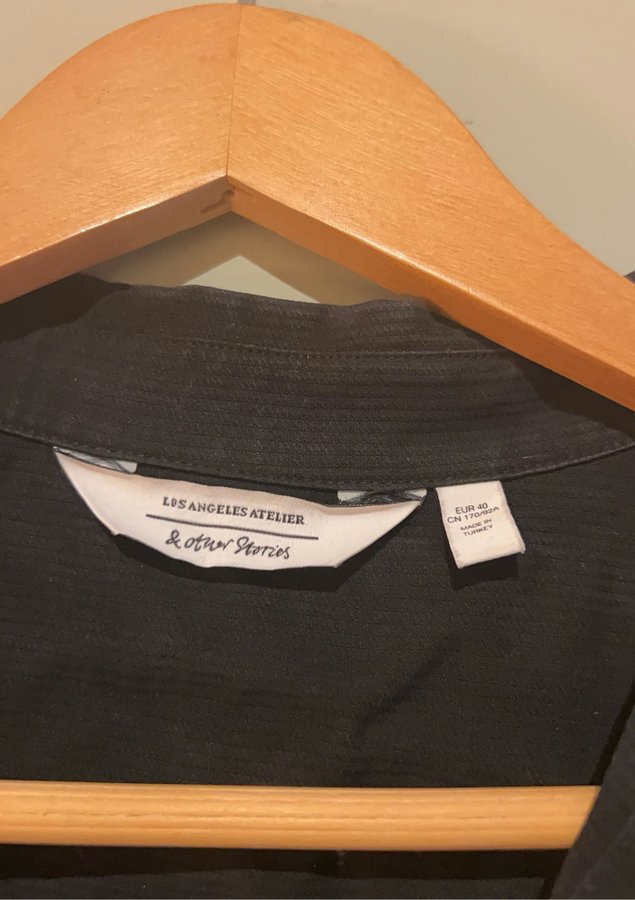 LOS ANGELES ATELIER
& other Stories
EUR 40
CN 170/92A
MADE IN
TURKEY